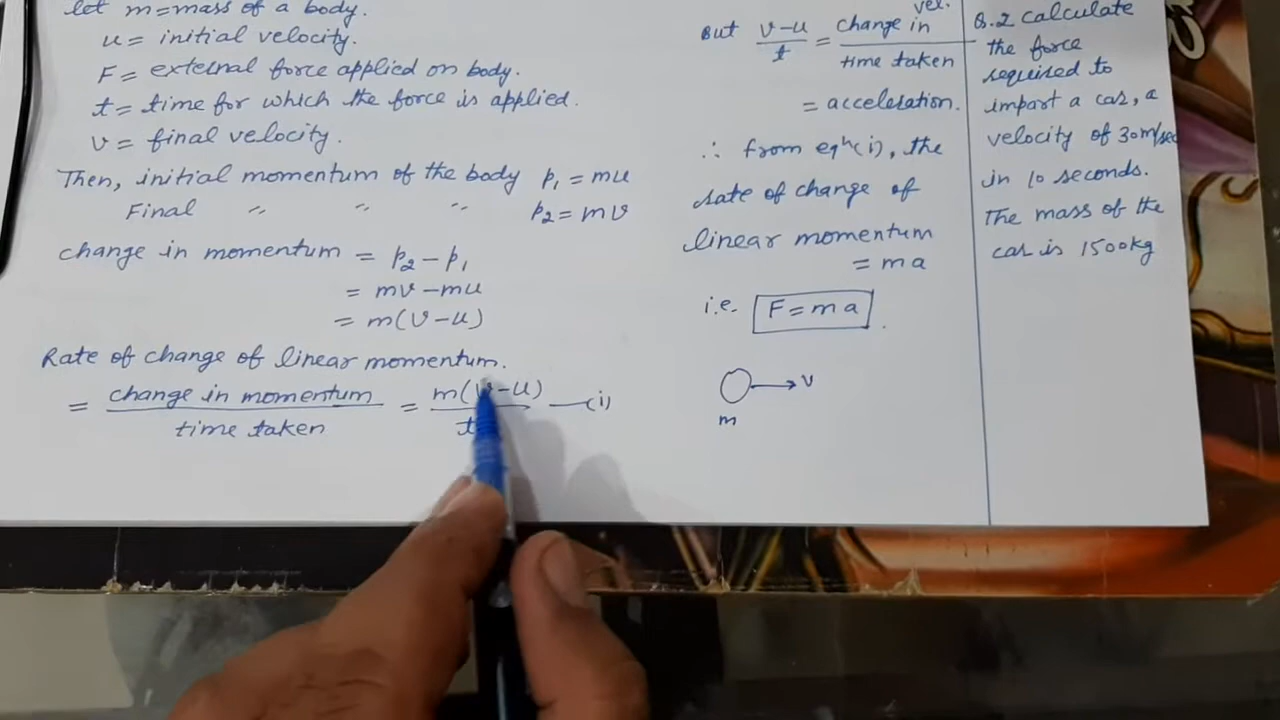 let m=mass of a body.
u = initial velocity.
F = external force applied on body.
t = time for which the force is applied.
v = final velocity.
Then, initial momentum of the body p₁ = mu
Final " " " p₂ = mv
change in momentum = p₂ - p₁
= mv - mu
= m(v-u)
Rate of change of linear momentum.
= change in momentum / time taken = m(v-u) / t —(i)
But v-u / t = change in vel. / time taken
= acceleration.
∴ from eqⁿ(i), the
rate of change of
linear momentum
= ma
i.e. F = ma
v
m
Q.2 calculate
the force
required to
impart a car, a
velocity of 30m/sec
in 10 seconds.
The mass of the
car is 1500kg